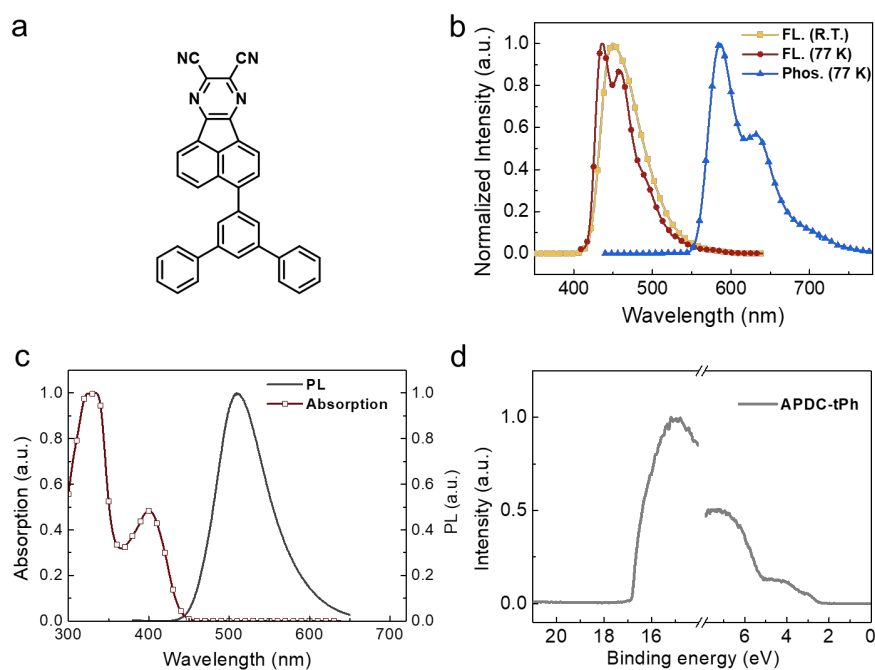 a
CN CN
N N
b
FL. (R.T.)
FL. (77 K)
Phos. (77 K)
Normalized Intensity (a.u.)
1.0
0.8
0.6
0.4
0.2
0.0
400 500 600 700
Wavelength (nm)
c
PL
Absorption
Absorption (a.u.)
1.0
0.8
0.6
0.4
0.2
0.0
PL (a.u.)
1.0
0.8
0.6
0.4
0.2
0.0
300 400 500 600 700
Wavelength (nm)
d
APDC-tPh
Intensity (a.u.)
1.0
0.5
0.0
20 18 16 6 4 2 0
Binding energy (eV)